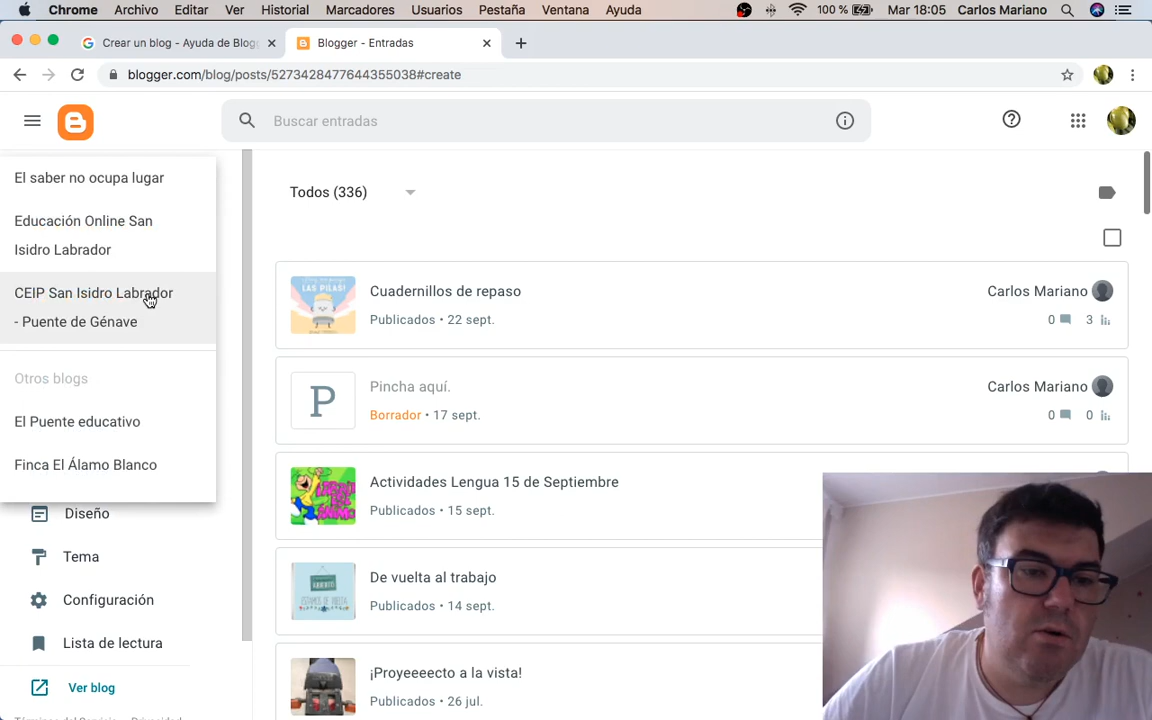 Chrome Archivo Editar Ver Historial Marcadores Usuarios Pestaña Ventana Ayuda 100 % Mar 18:05 Carlos Mariano
Crear un blog - Ayuda de Blog
Blogger - Entradas
blogger.com/blog/posts/5273428477644355038#create
Buscar entradas
El saber no ocupa lugar
Educación Online San
Isidro Labrador
CEIP San Isidro Labrador
- Puente de Génave
Otros blogs
El Puente educativo
Finca El Álamo Blanco
Diseño
Tema
Configuración
Lista de lectura
Ver blog
Términos del Servicio Privacidad
Todos (336)
Cuadernillos de repaso
Carlos Mariano
Publicados • 22 sept.
0 3
P
Pincha aquí.
Carlos Mariano
Borrador • 17 sept.
0 0
Actividades Lengua 15 de Septiembre
Publicados • 15 sept.
De vuelta al trabajo
Publicados • 14 sept.
¡Proyeeeecto a la vista!
Publicados • 26 jul.